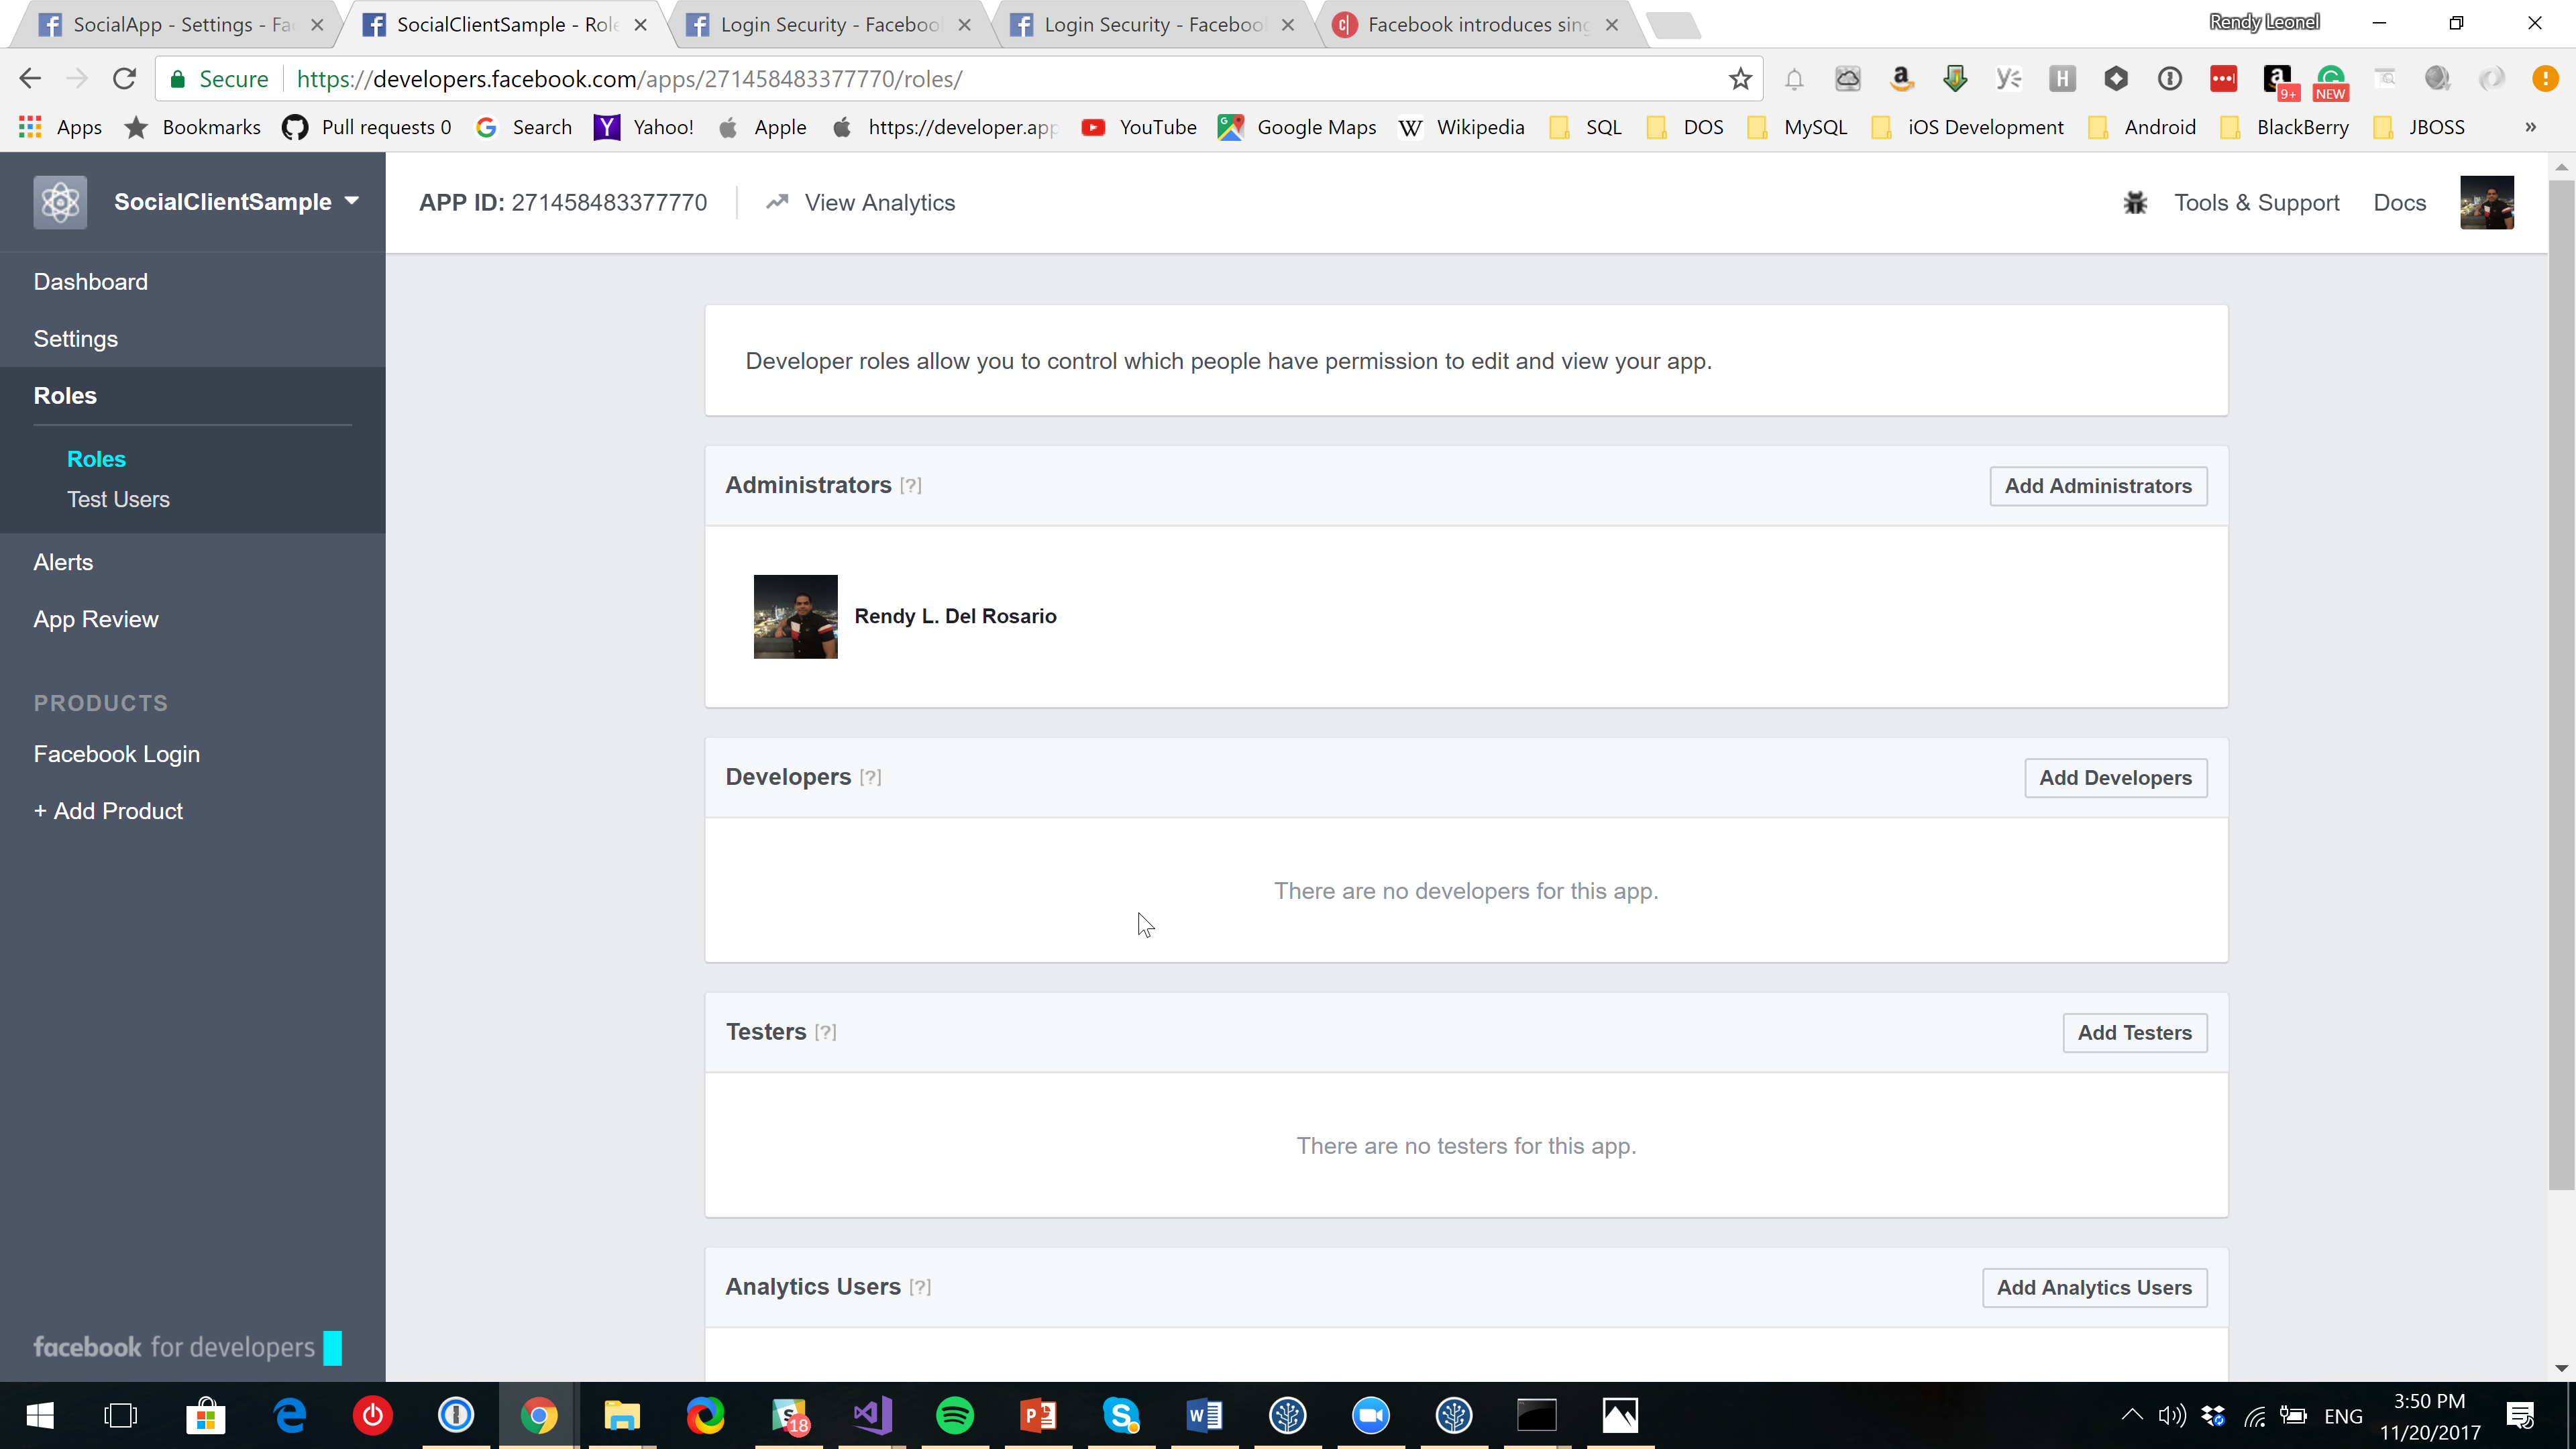 SocialApp - Settings - Fac
SocialClientSample - Role
Login Security - Facebook
Login Security - Facebook
Facebook introduces sing
Rendy Leonel
Secure https://developers.facebook.com/apps/271458483377770/roles/
9+
NEW
Apps Bookmarks Pull requests 0 Search Yahoo! Apple https://developer.app YouTube Google Maps Wikipedia SQL DOS MySQL iOS Development Android BlackBerry JBOSS »
SocialClientSample
APP ID: 271458483377770 View Analytics Tools & Support Docs
Dashboard
Settings
Roles
Roles
Test Users
Alerts
App Review
PRODUCTS
Facebook Login
+ Add Product
facebook for developers
Developer roles allow you to control which people have permission to edit and view your app.
Administrators [?] Add Administrators
Rendy L. Del Rosario
Developers [?] Add Developers
There are no developers for this app.
Testers [?] Add Testers
There are no testers for this app.
Analytics Users [?] Add Analytics Users
18
ENG
3:50 PM
11/20/2017